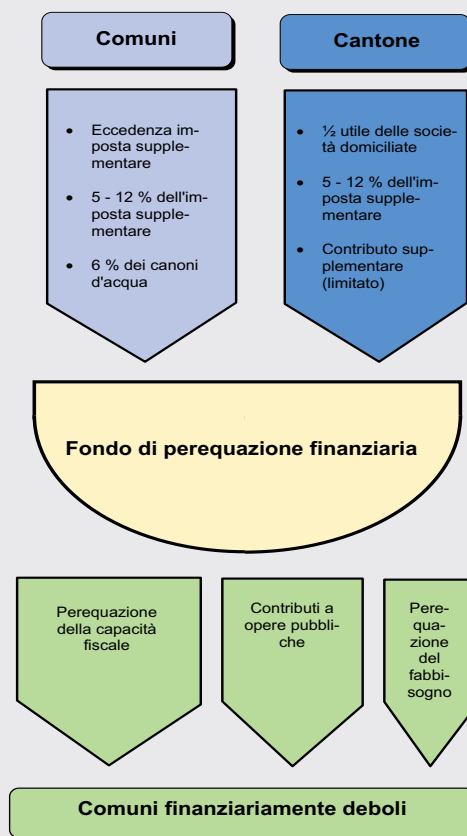 Comuni
Cantone
• Eccedenza im-
posta supple-
mentare
• 5 - 12 % dell'im-
posta supple-
mentare
• 6 % dei canoni
d'acqua
• ½ utile delle socie-
tà domiciliate
• 5 - 12 % dell'im-
posta supple-
mentare
• Contributo sup-
plementare
(limitato)
Fondo di perequazione finanziaria
Perequazione
della capacità
fiscale
Contributi a
opere pubbli-
che
Pere-
qua-
zione
del
fabbi-
sogno
Comuni finanziariamente deboli